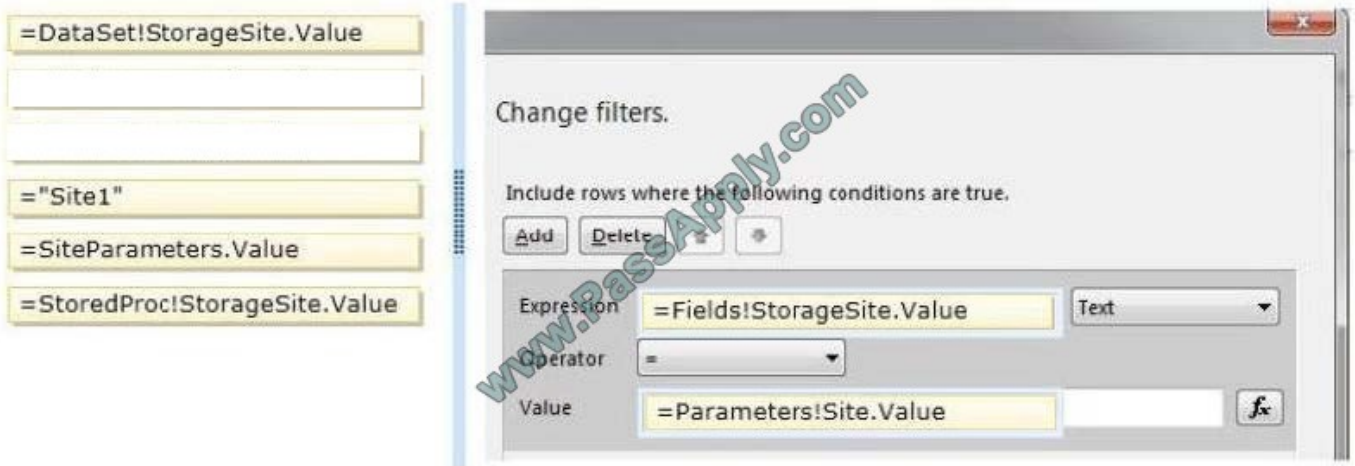 =DataSet!StorageSite.Value
="Site1"
=SiteParameters.Value
=StoredProc!StorageSite.Value
x
Change filters.
Include rows where the following conditions are true.
Add Delete
Expression =Fields!StorageSite.Value Text
Operator =
Value =Parameters!Site.Value fx
www.PassApply.com